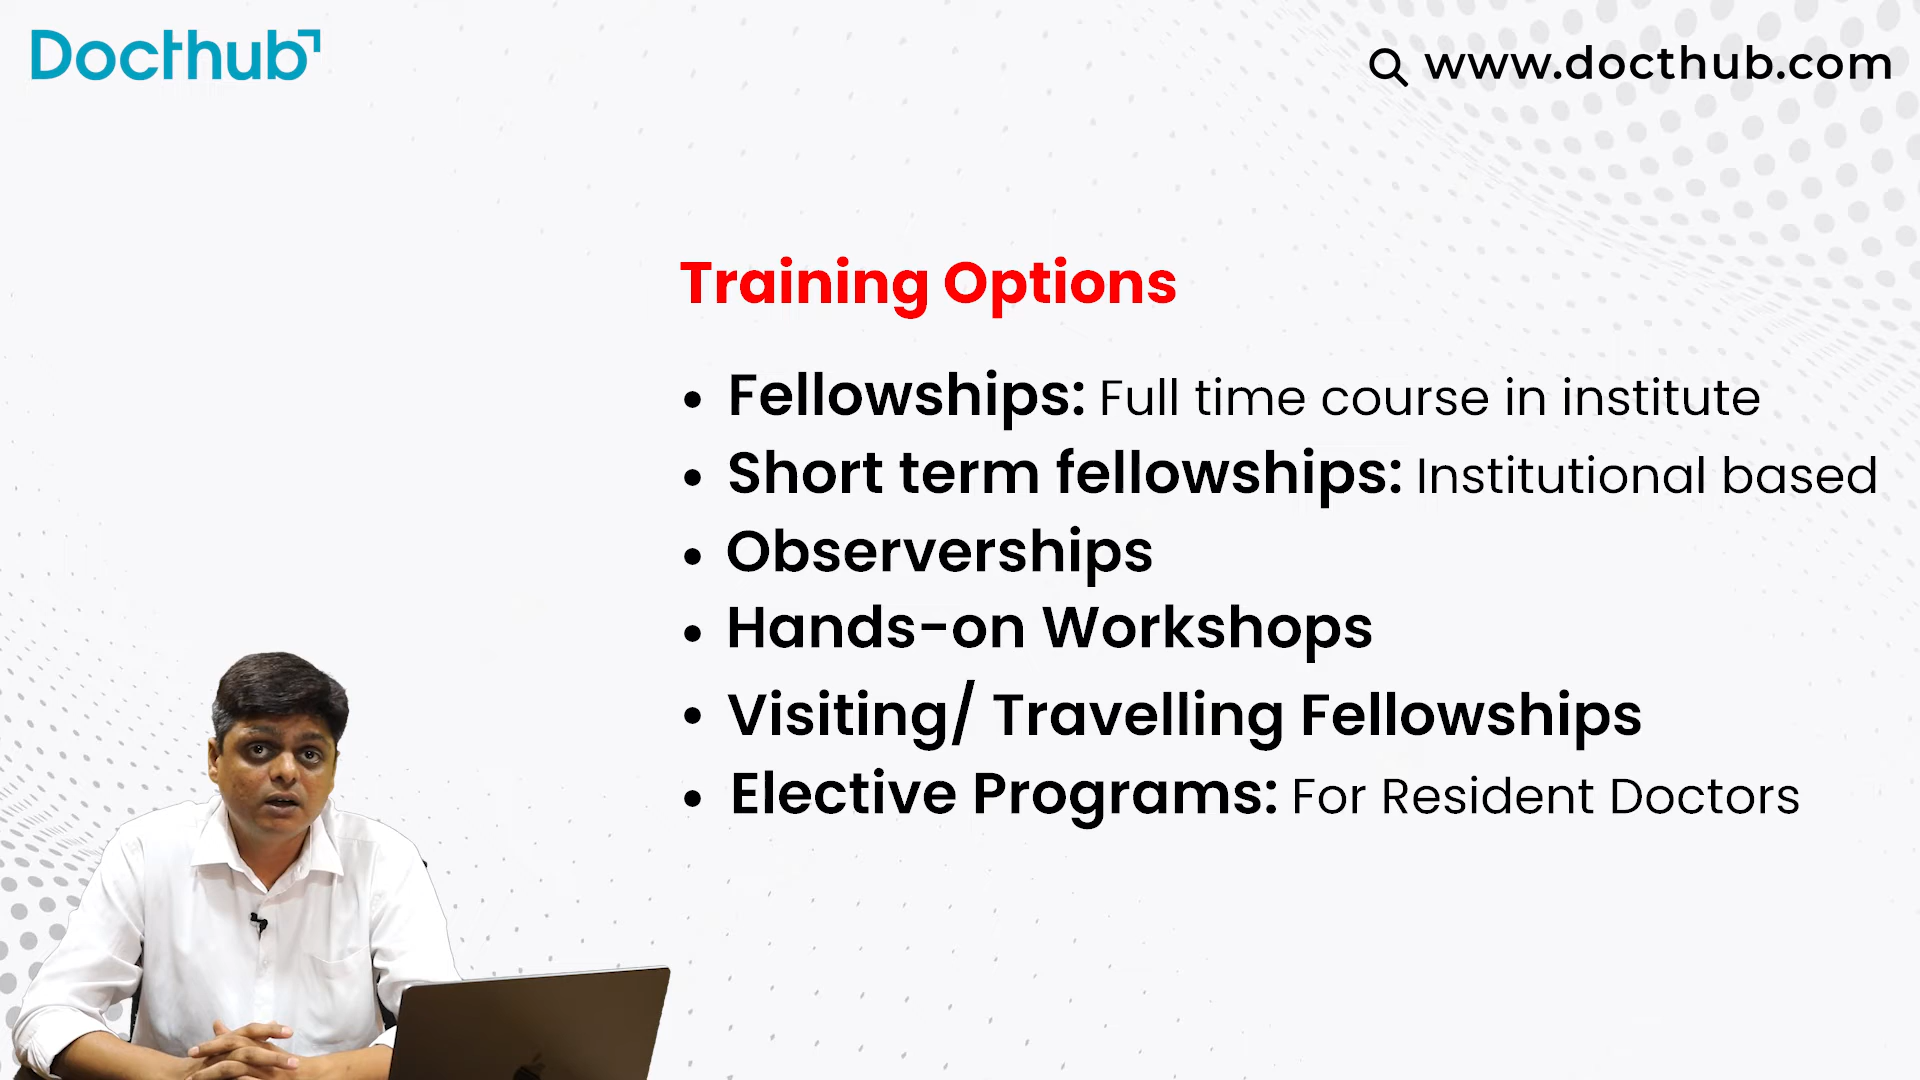 Docthub
www.docthub.com
Training Options
• Fellowships: Full time course in institute
• Short term fellowships: Institutional based
• Observerships
• Hands-on Workshops
• Visiting/ Travelling Fellowships
• Elective Programs: For Resident Doctors